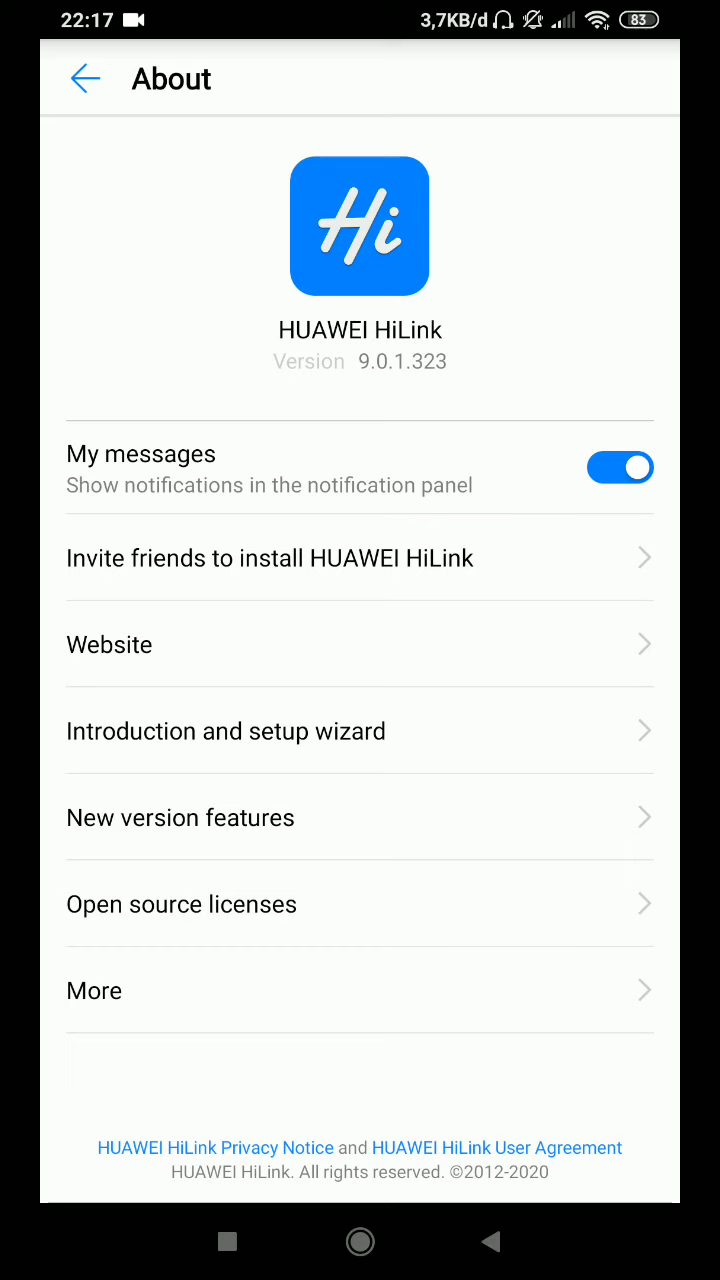 22:17 3,7KB/d 83
About
Hi
HUAWEI HiLink
Version 9.0.1.323
My messages
Show notifications in the notification panel
Invite friends to install HUAWEI HiLink
Website
Introduction and setup wizard
New version features
Open source licenses
More
HUAWEI HiLink Privacy Notice and HUAWEI HiLink User Agreement
HUAWEI HiLink. All rights reserved. ©2012-2020